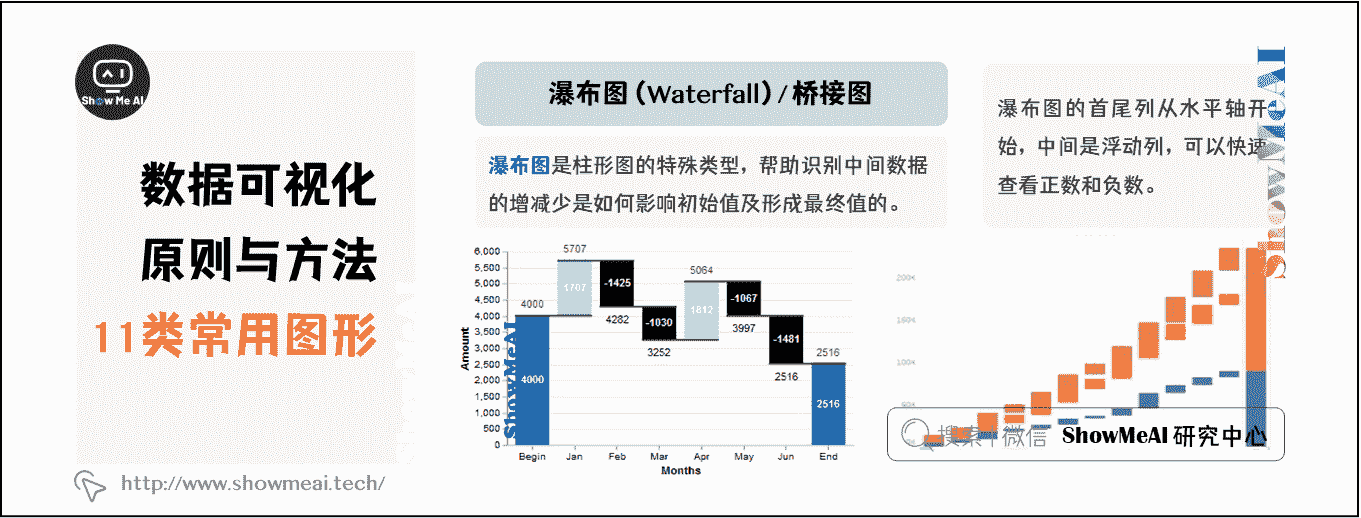 Show Me AI
数据可视化
原则与方法
11类常用图形
http://www.showmeai.tech/
瀑布图（Waterfall）/ 桥接图
瀑布图是柱形图的特殊类型，帮助识别中间数据
的增减少是如何影响初始值及形成最终值的。
6,000
5,500
5,000
4,500
4,000
3,500
3,000
2,500
2,000
1,500
1,000
500
0
Amount
4000
4000
5707
1707
-1425
4282
-1030
3252
5064
1812
-1067
3997
-1481
2516
2516
2516
Begin Jan Feb Mar Apr May Jun End
Months
ShowMeAI
瀑布图的首尾列从水平轴开
始，中间是浮动列，可以快速
查看正数和负数。
ShowMeAI
200K
100K
搜索 | 微信 ShowMeAI 研究中心